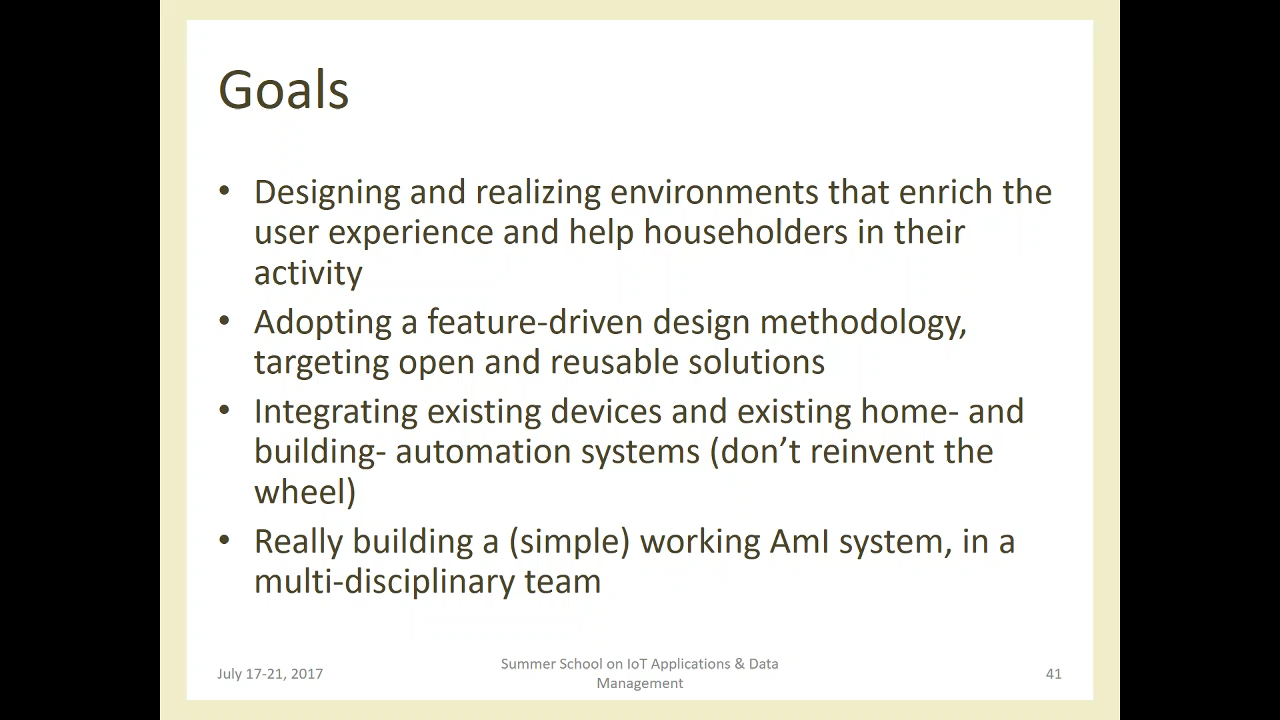 Goals
• Designing and realizing environments that enrich the
user experience and help householders in their
activity
• Adopting a feature-driven design methodology,
targeting open and reusable solutions
• Integrating existing devices and existing home- and
building- automation systems (don’t reinvent the
wheel)
• Really building a (simple) working AmI system, in a
multi-disciplinary team
July 17-21, 2017
Summer School on IoT Applications & Data
Management
41